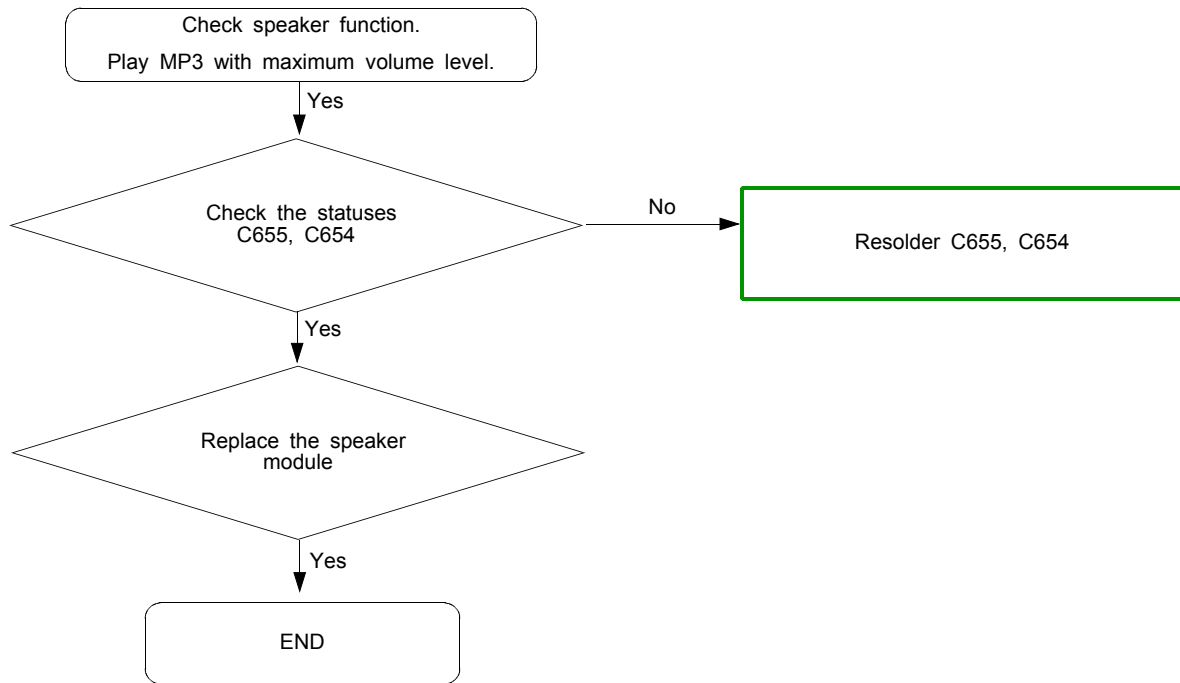 Check speaker function.
Play MP3 with maximum volume level.
Yes
Check the statuses
C655, C654
No
Resolder C655, C654
Yes
Replace the speaker
module
Yes
END